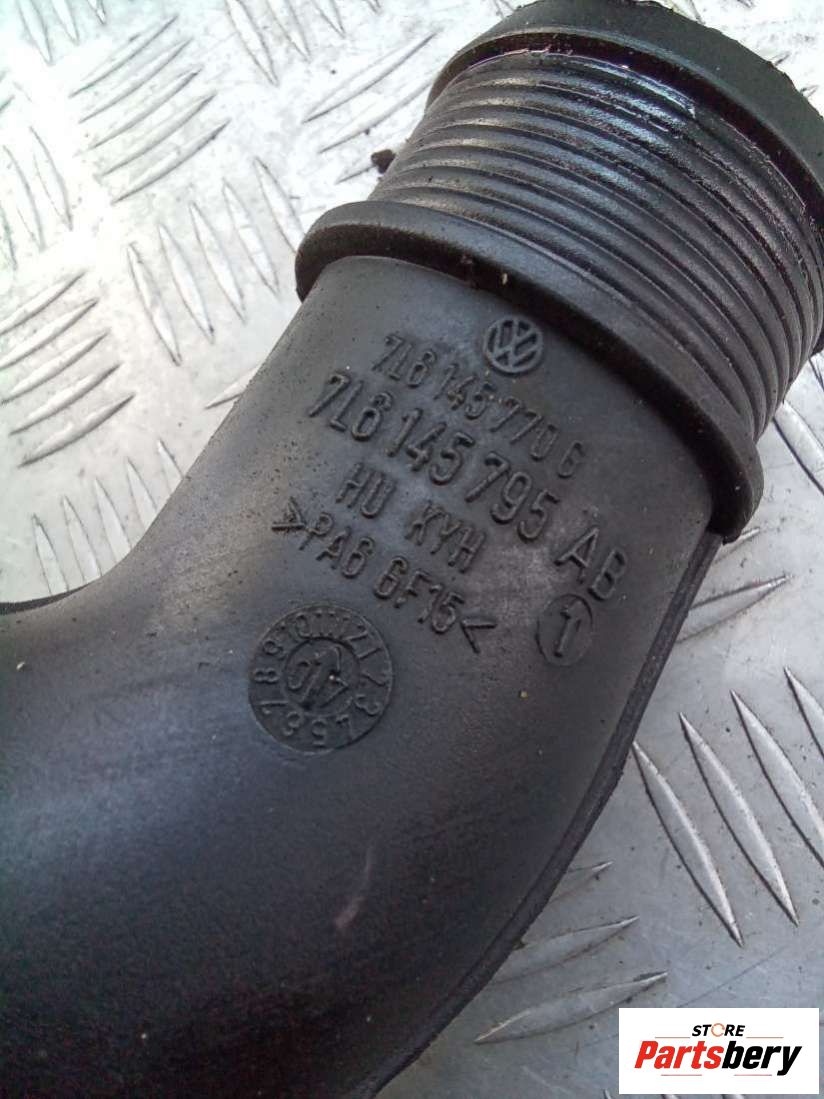 7L6 145 770 G
7L6 145 795 AB
HU KYH
>PA6 GF15<
STORE
Partsbery